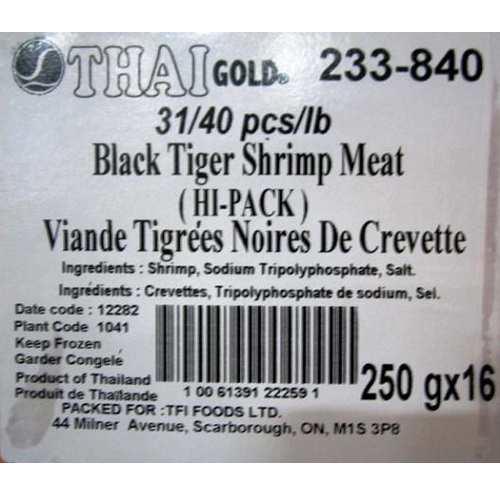 THAI GOLD® 233-840
31/40 pcs/lb
Black Tiger Shrimp Meat
(HI-PACK)
Viande Tigrées Noires De Crevette
Ingredients : Shrimp, Sodium Tripolyphosphate, Salt.
Ingrédients : Crevettes, Tripolyphosphate de sodium, Sel.
Date code : 12282
Plant Code 1041
Keep Frozen
Garder Congelé
Product of Thailand
Produit de Thaïlande
1 00 61391 22259 1
250 gx16
PACKED FOR :TFI FOODS LTD.
44 Milner Avenue, Scarborough, ON, M1S 3P8